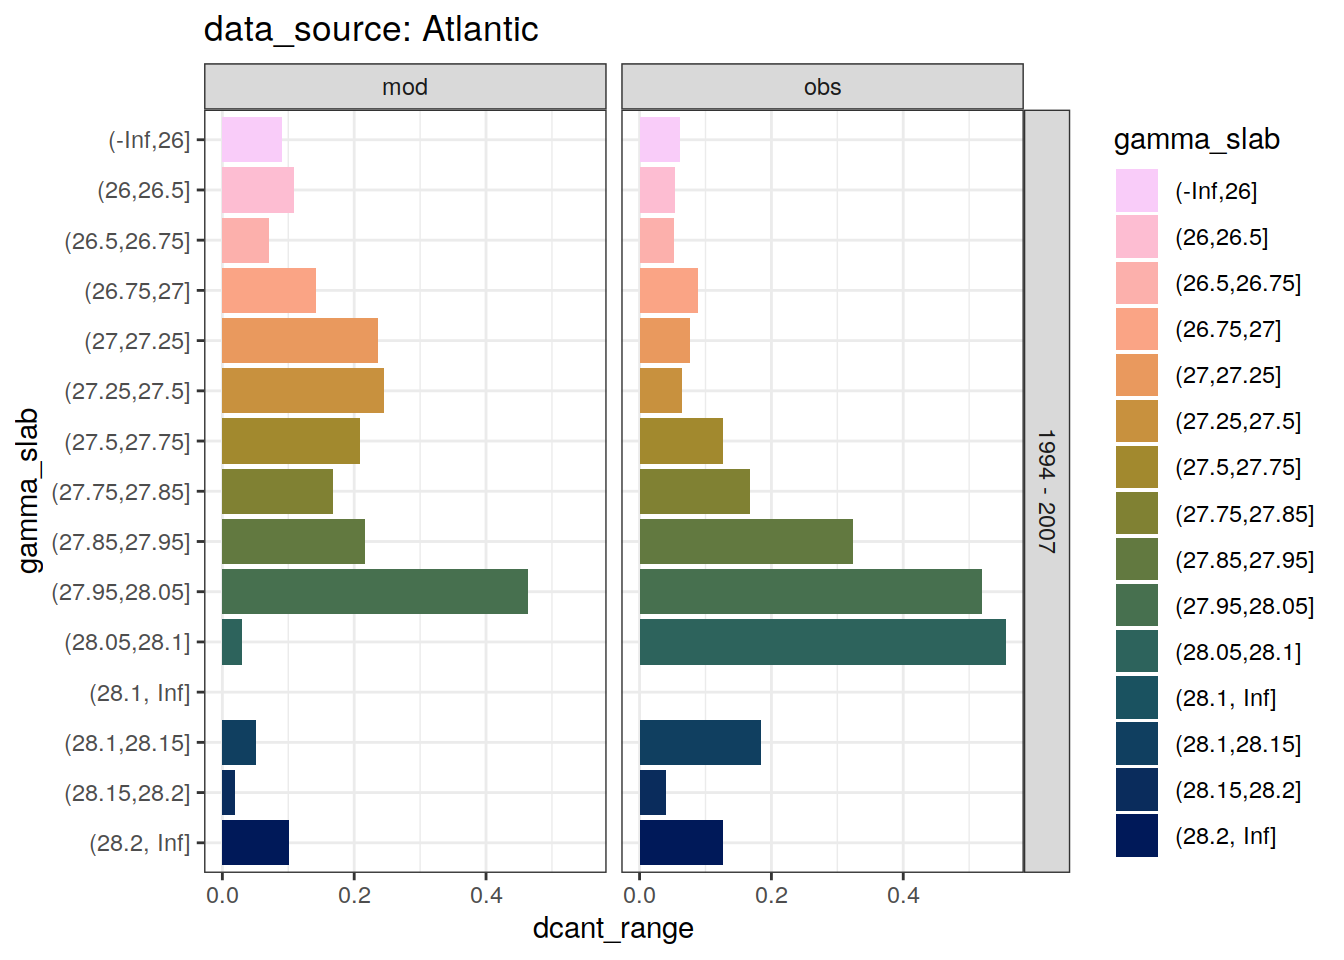 data_source: Atlantic
mod
obs
gamma_slab
(-Inf,26]
(26,26.5]
(26.5,26.75]
(26.75,27]
(27,27.25]
(27.25,27.5]
(27.5,27.75]
(27.75,27.85]
(27.85,27.95]
(27.95,28.05]
(28.05,28.1]
(28.1, Inf]
(28.1,28.15]
(28.15,28.2]
(28.2, Inf]
0.0 0.2 0.4
0.0 0.2 0.4
dcant_range
1994 - 2007
gamma_slab
(-Inf,26]
(26,26.5]
(26.5,26.75]
(26.75,27]
(27,27.25]
(27.25,27.5]
(27.5,27.75]
(27.75,27.85]
(27.85,27.95]
(27.95,28.05]
(28.05,28.1]
(28.1, Inf]
(28.1,28.15]
(28.15,28.2]
(28.2, Inf]